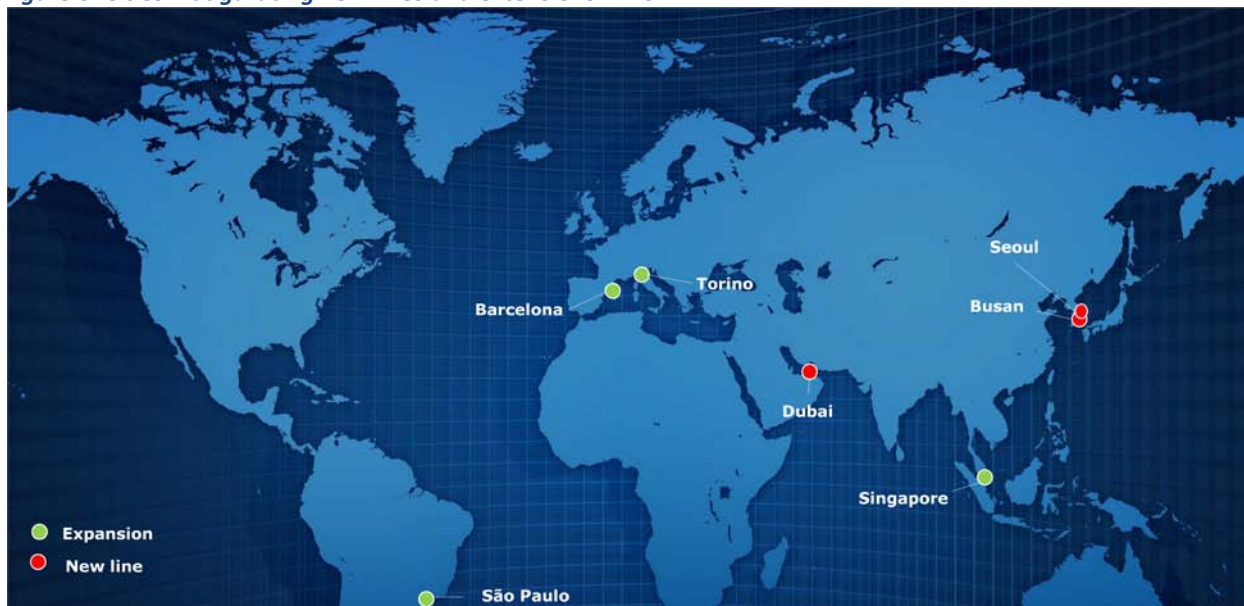 Seoul
Torino
Barcelona
Busan
Dubai
Singapore
Expansion
New line
São Paulo